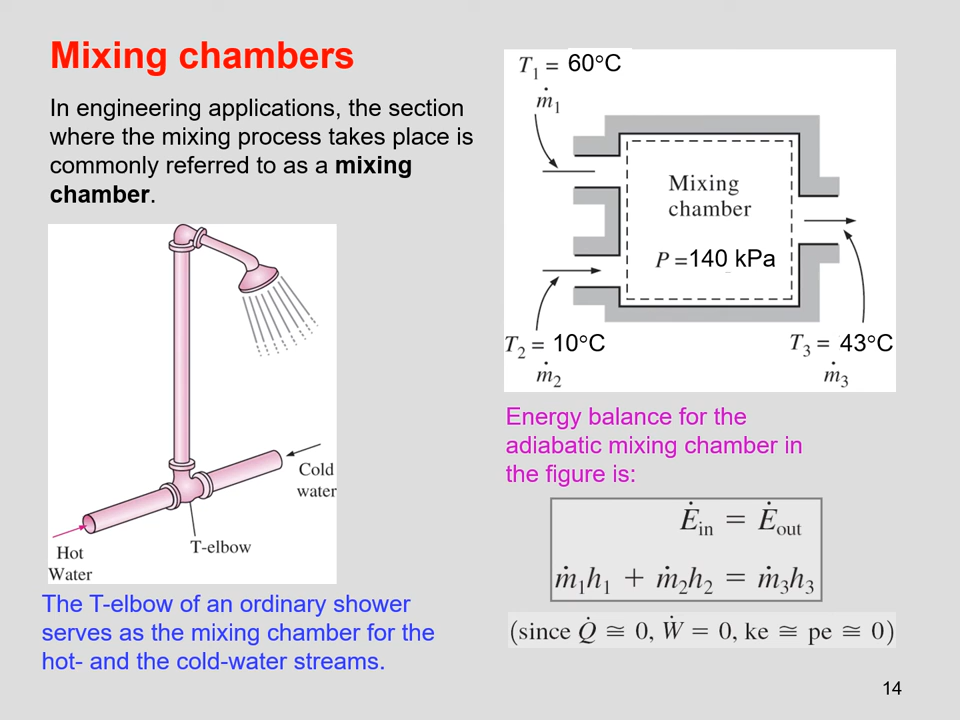 Mixing chambers
In engineering applications, the section
where the mixing process takes place is
commonly referred to as a mixing
chamber.
Cold
water
T-elbow
Hot
Water
The T-elbow of an ordinary shower
serves as the mixing chamber for the
hot- and the cold-water streams.
T₁ = 60°C
ṁ₁
Mixing
chamber
P =140 kPa
T₂ = 10°C
ṁ₂
T₃ = 43°C
ṁ₃
Energy balance for the
adiabatic mixing chamber in
the figure is:
Ė_in = Ė_out
ṁ₁h₁ + ṁ₂h₂ = ṁ₃h₃
(since Q̇ ≅ 0, Ẇ = 0, ke ≅ pe ≅ 0)
14